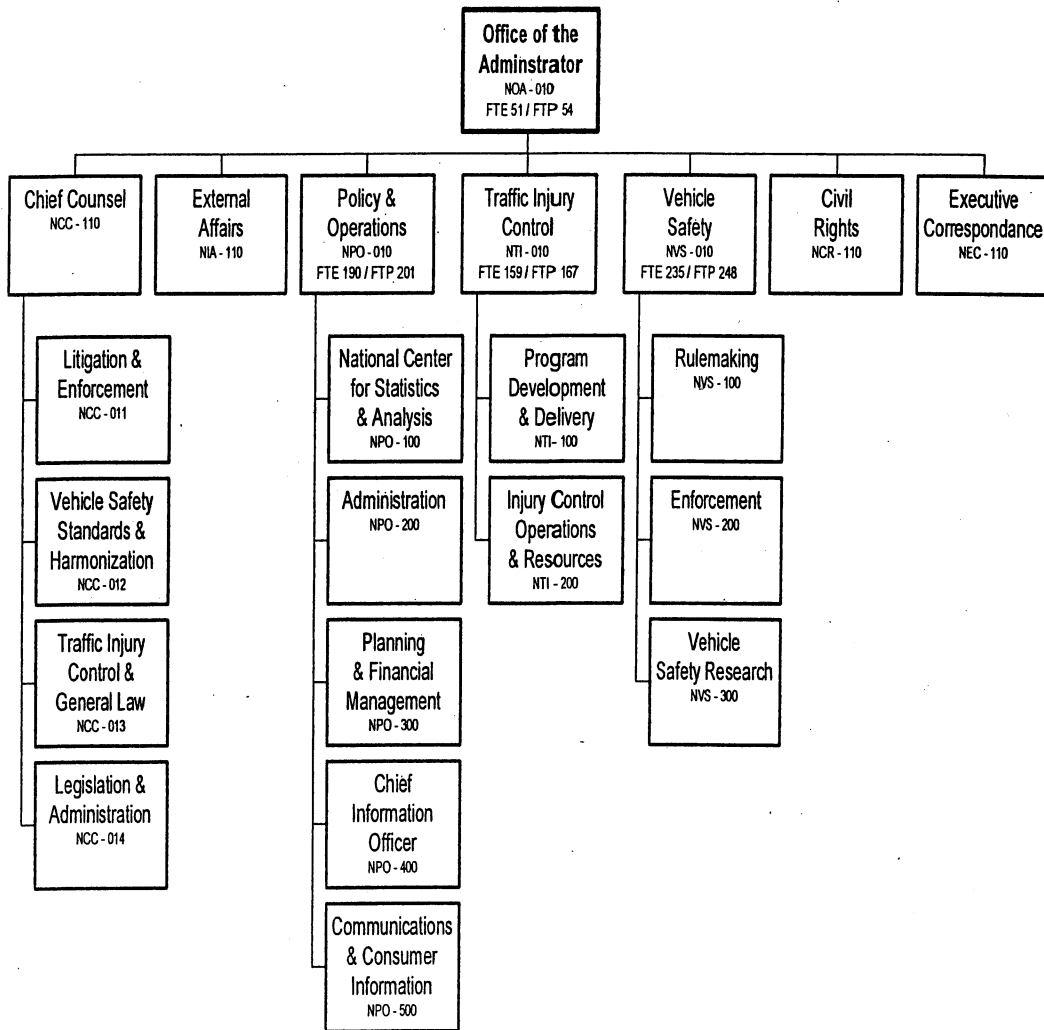 Office of the
Adminstrator
NOA - 010
FTE 51 / FTP 54
Chief Counsel
NCC - 110
External
Affairs
NIA - 110
Policy &
Operations
NPO - 010
FTE 190 / FTP 201
Traffic Injury
Control
NTI - 010
FTE 159 / FTP 167
Vehicle
Safety
NVS - 010
FTE 235 / FTP 248
Civil
Rights
NCR - 110
Executive
Correspondance
NEC - 110
Litigation &
Enforcement
NCC - 011
Vehicle Safety
Standards &
Harmonization
NCC - 012
Traffic Injury
Control &
General Law
NCC - 013
Legislation &
Administration
NCC - 014
National Center
for Statistics
& Analysis
NPO - 100
Administration
NPO - 200
Planning
& Financial
Management
NPO - 300
Chief
Information
Officer
NPO - 400
Communications
& Consumer
Information
NPO - 500
Program
Development
& Delivery
NTI - 100
Injury Control
Operations
& Resources
NTI - 200
Rulemaking
NVS - 100
Enforcement
NVS - 200
Vehicle
Safety Research
NVS - 300